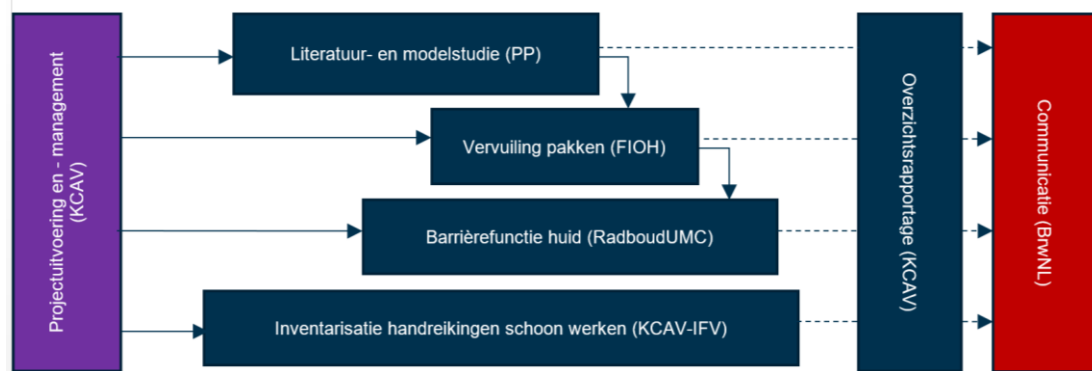 Projectuitvoering en - management
(KCAV)
Literatuur- en modelstudie (PP)
Vervuiling pakken (FIOH)
Barrièrefunctie huid (RadboudUMC)
Inventarisatie handreikingen schoon werken (KCAV-IFV)
Overzichtsrapportage (KCAV)
Communicatie (BrwNL)